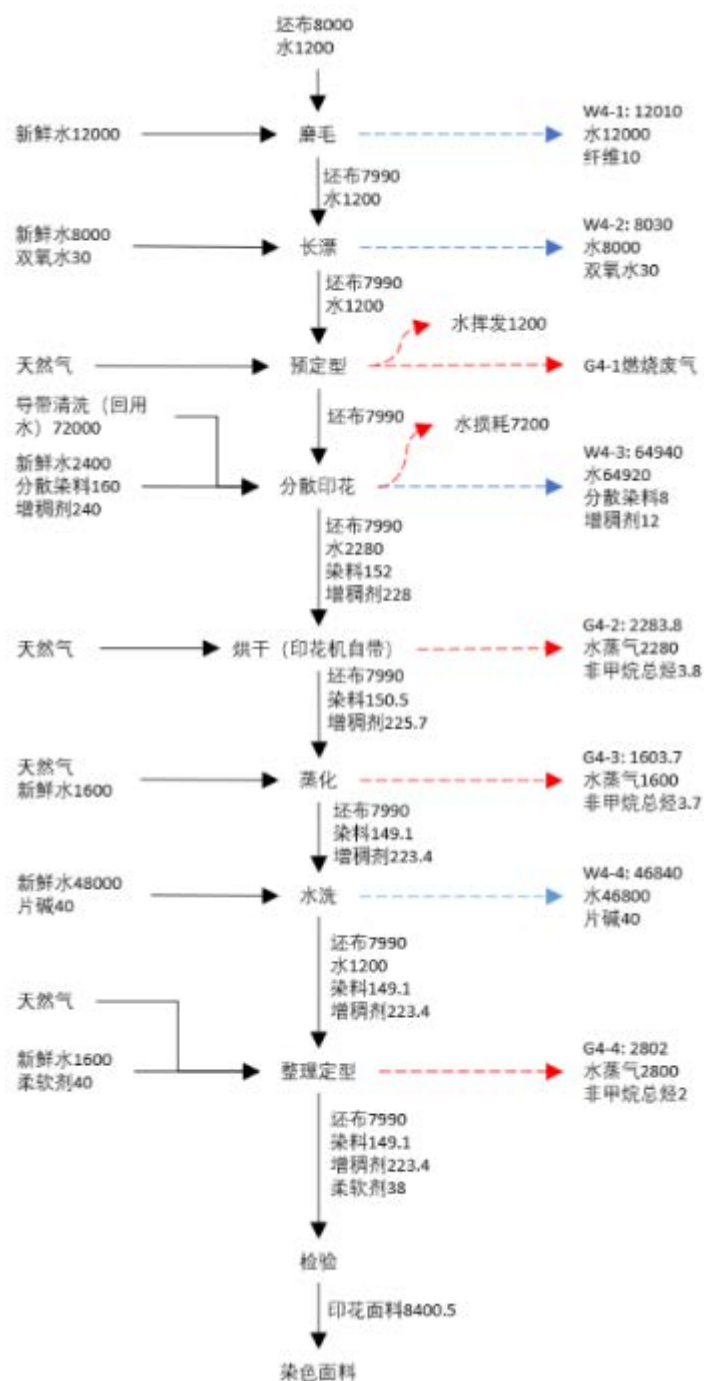 坯布8000
水1200
新鲜水12000
磨毛
W4-1: 12010
水12000
纤维10
坯布7990
水1200
新鲜水8000
双氧水30
长漂
W4-2: 8030
水8000
双氧水30
坯布7990
水1200
水挥发1200
天然气
预定型
G4-1燃烧废气
导带清洗（回用
水）72000
坯布7990
水损耗7200
新鲜水2400
分散染料160
增稠剂240
分散印花
W4-3: 64940
水64920
分散染料8
增稠剂12
坯布7990
水2280
染料152
增稠剂228
天然气
烘干（印花机自带）
G4-2: 2283.8
水蒸气2280
非甲烷总烃3.8
坯布7990
染料150.5
增稠剂225.7
天然气
新鲜水1600
蒸化
G4-3: 1603.7
水蒸气1600
非甲烷总烃3.7
坯布7990
染料149.1
增稠剂223.4
新鲜水48000
片碱40
水洗
W4-4: 46840
水46800
片碱40
坯布7990
水1200
染料149.1
增稠剂223.4
天然气
新鲜水1600
柔软剂40
整理定型
G4-4: 2802
水蒸气2800
非甲烷总烃2
坯布7990
染料149.1
增稠剂223.4
柔软剂38
检验
印花面料8400.5
染色面料